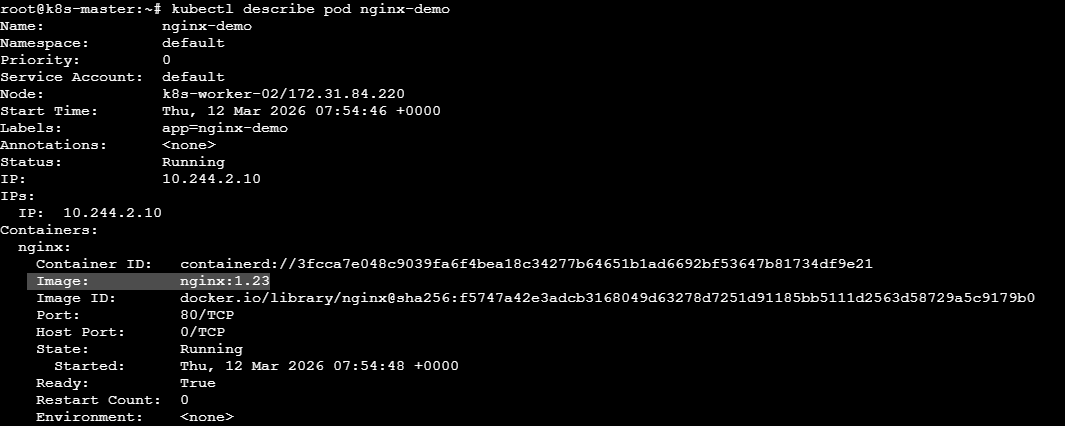 root@k8s-master:~# kubectl describe pod nginx-demo
Name:             nginx-demo
Namespace:        default
Priority:         0
Service Account:  default
Node:             k8s-worker-02/172.31.84.220
Start Time:       Thu, 12 Mar 2026 07:54:46 +0000
Labels:           app=nginx-demo
Annotations:      <none>
Status:           Running
IP:               10.244.2.10
IPs:
  IP:  10.244.2.10
Containers:
  nginx:
    Container ID:   containerd://3fcca7e048c9039fa6f4bea18c34277b64651b1ad6692bf53647b81734df9e21
    Image:          nginx:1.23
    Image ID:       docker.io/library/nginx@sha256:f5747a42e3adcb3168049d63278d7251d91185bb5111d2563d58729a5c9179b0
    Port:           80/TCP
    Host Port:      0/TCP
    State:          Running
      Started:      Thu, 12 Mar 2026 07:54:48 +0000
    Ready:          True
    Restart Count:  0
    Environment:    <none>